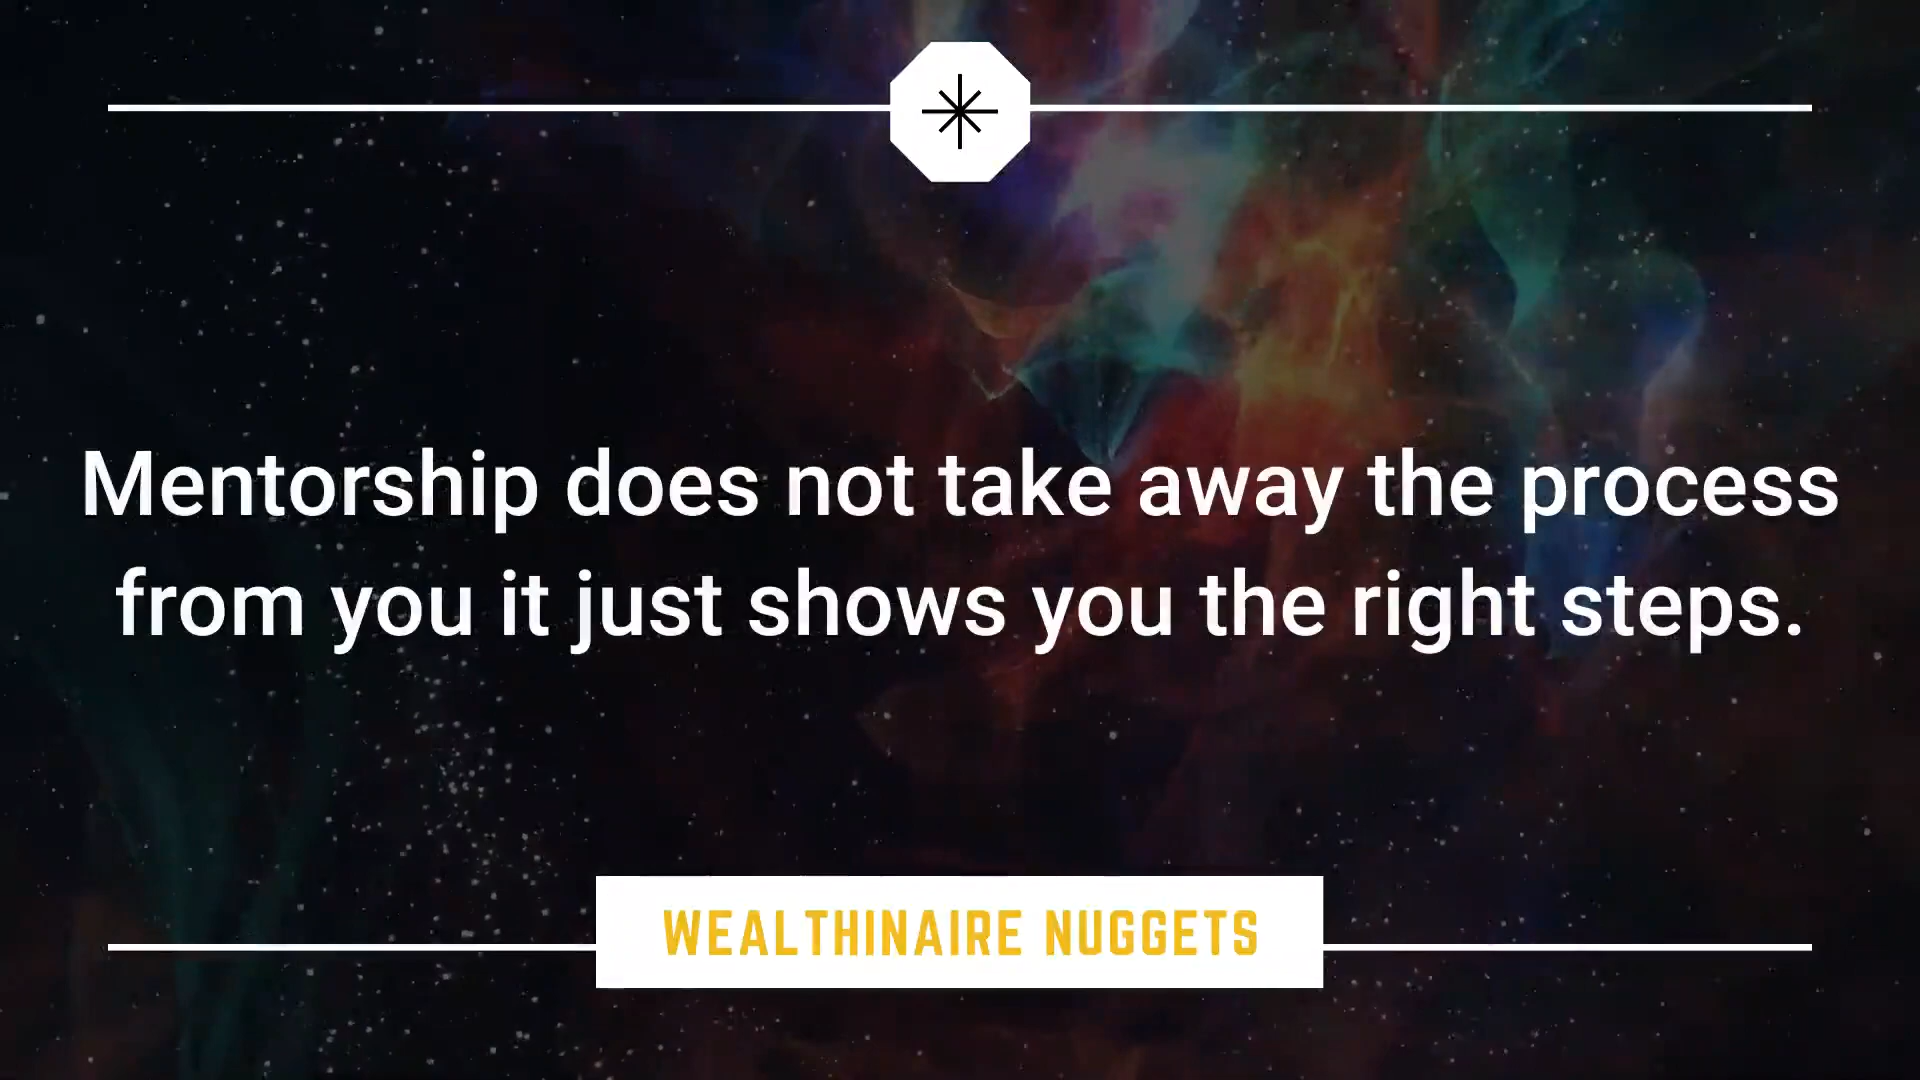 Mentorship does not take away the process
from you it just shows you the right steps.
WEALTHINAIRE NUGGETS